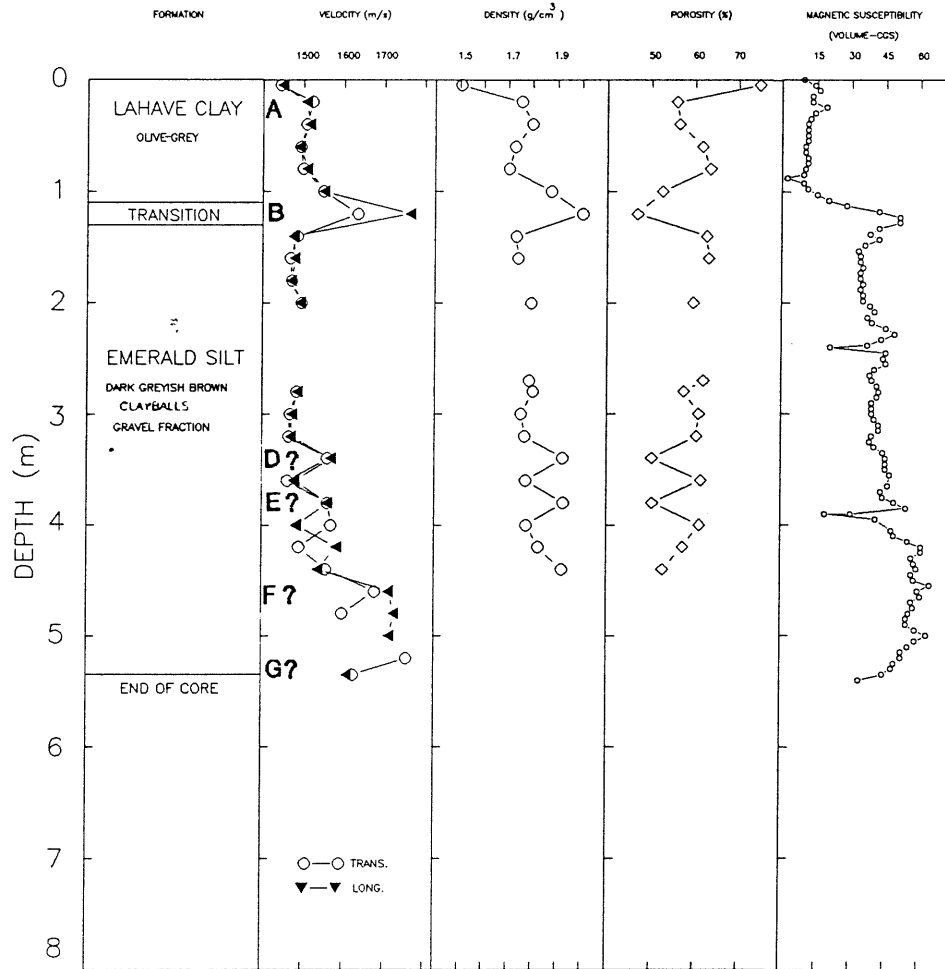 FORMATION
VELOCITY (m/s)
DENSITY (g/cm³)
POROSITY (%)
MAGNETIC SUSCEPTIBILITY
(VOLUME-CGS)
1500 1600 1700
1.5 1.7 1.9
50 60 70
15 30 45 60
DEPTH (m)
0
1
2
3
4
5
6
7
8
LAHAVE CLAY
OLIVE-GREY
TRANSITION
EMERALD SILT
DARK GREYISH BROWN
CLAYBALLS
GRAVEL FRACTION
END OF CORE
A
B
D?
E?
F?
G?
TRANS.
LONG.